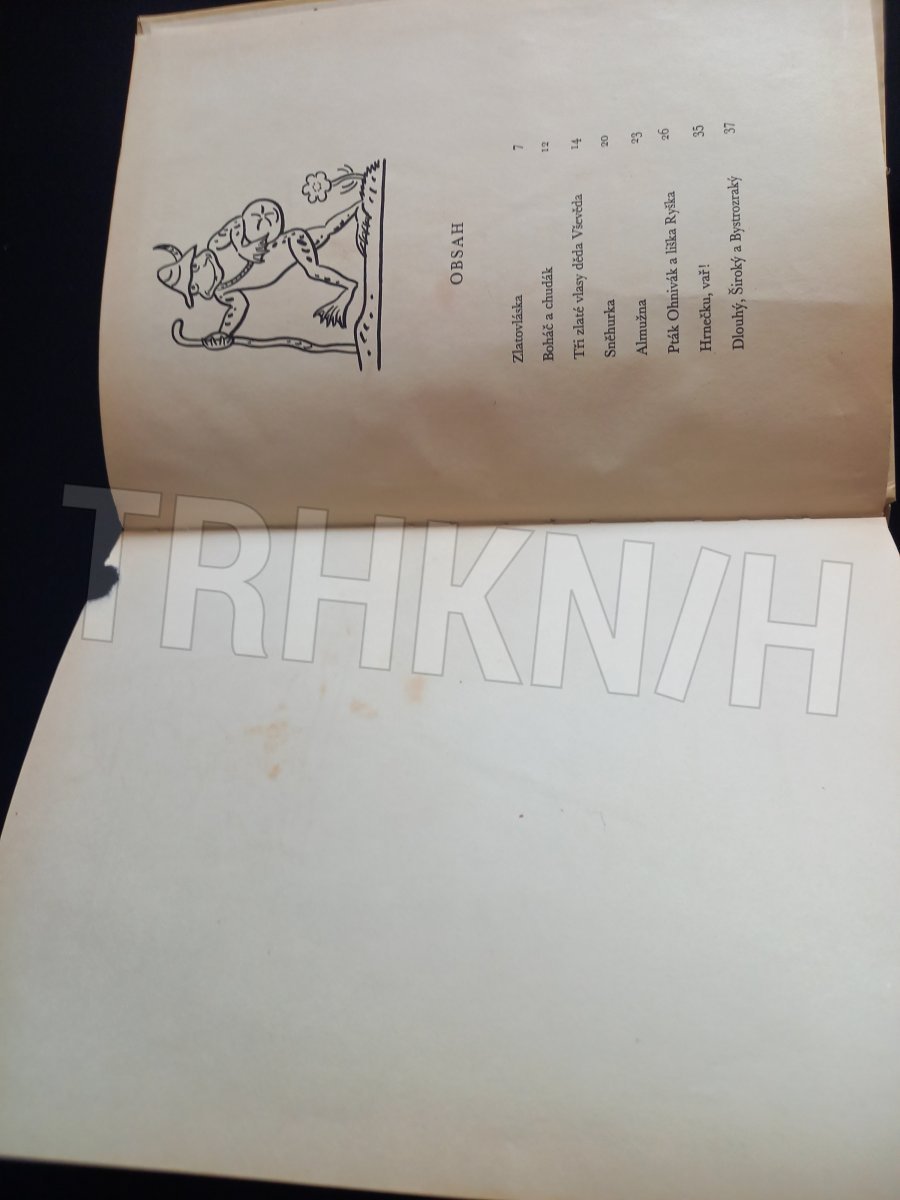 OBSAH
Zlatovláska 7
Boháč a chudák 12
Tři zlaté vlasy děda Vševěda 14
Sněhurka 20
Almužna 23
Pták Ohnivák a liška Ryška 26
Hrnečku, vař! 35
Dlouhý, Široký a Bystrozraký 37
TRHKN/H